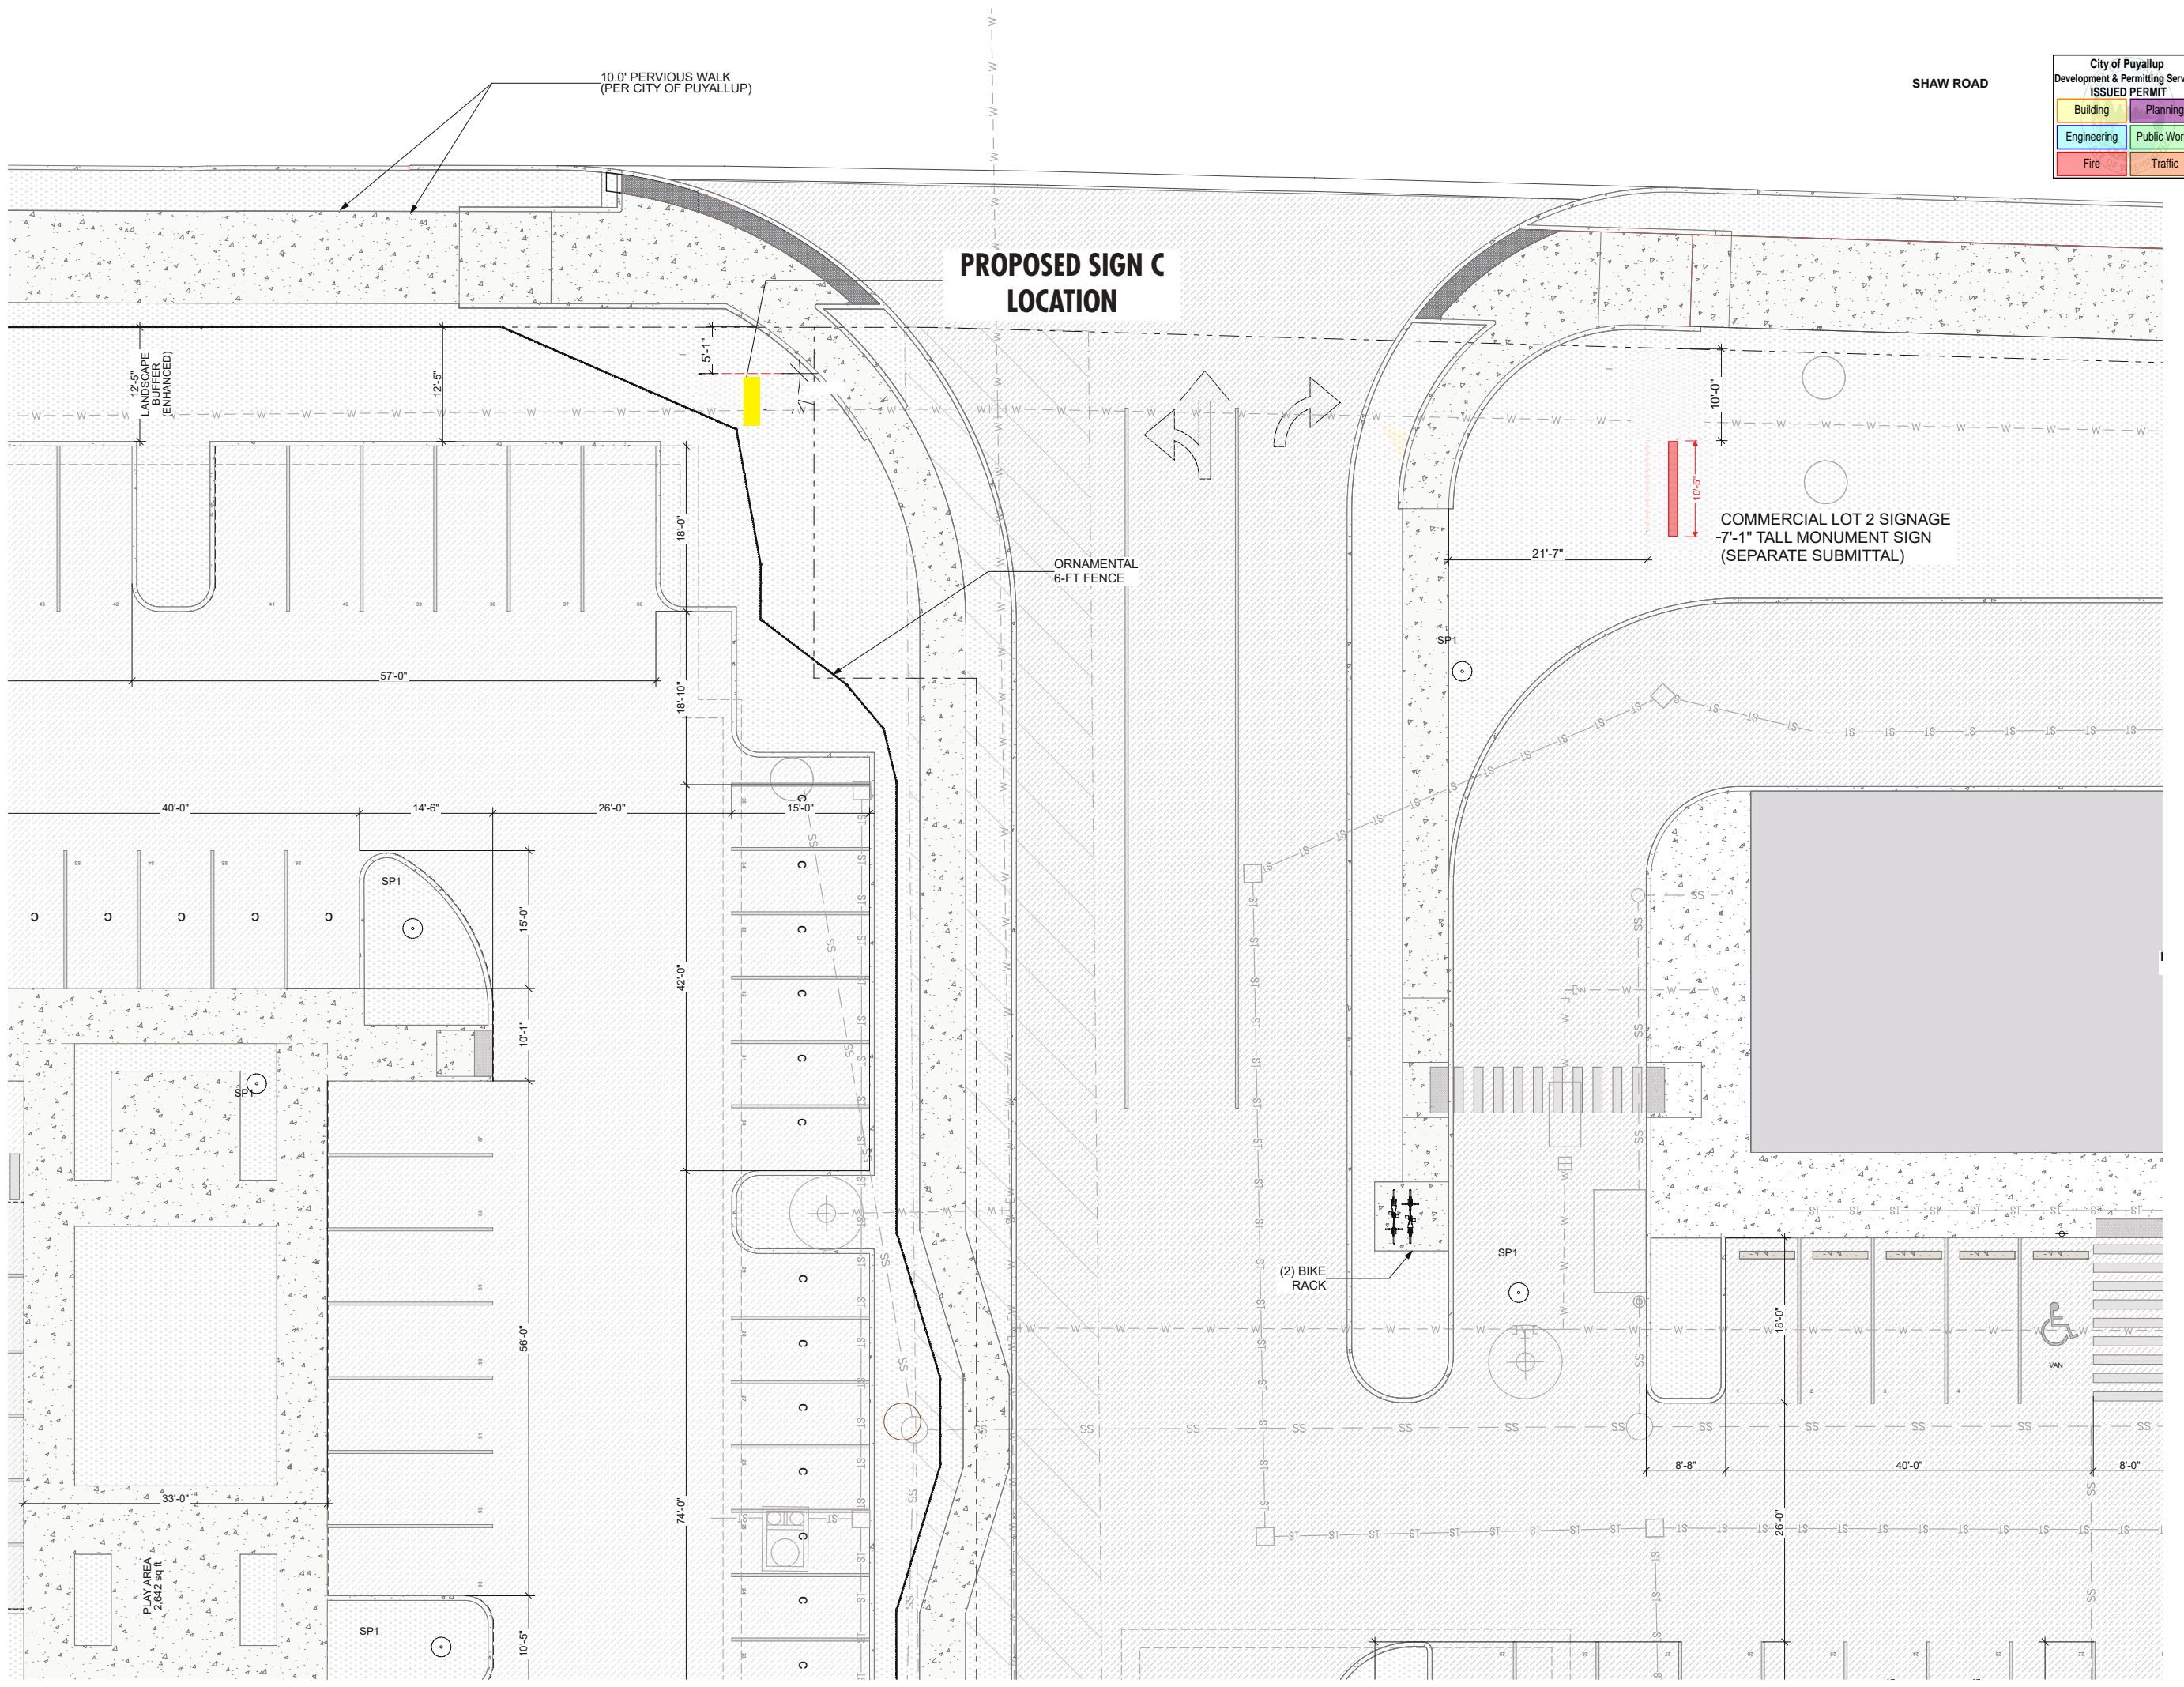 SHAW ROAD
City of Puyallup
Development & Permitting Serv
ISSUED PERMIT
Building
Planning
Engineering
Public Wor
Fire
Traffic
10.0' PERVIOUS WALK
(PER CITY OF PUYALLUP)
PROPOSED SIGN C
LOCATION
5'-1"
12'-5"
LANDSCAPE
BUFFER
(ENHANCED)
12'-5"
10'-0"
10'-5"
COMMERCIAL LOT 2 SIGNAGE
7'-1" TALL MONUMENT SIGN
(SEPARATE SUBMITTAL)
21'-7"
18'-0"
ORNAMENTAL
6-FT FENCE
SP1
57'-0"
18'-10"
40'-0"
14'-6"
26'-0"
15'-0"
SP1
15'-0"
42'-0"
10'-1"
SP1
(2) BIKE
RACK
SP1
18'-0"
VAN
56'-0"
8'-8"
40'-0"
8'-0"
33'-0"
74'-0"
26'-0"
PLAY AREA
2,642 sq ft
SP1
10'-5"